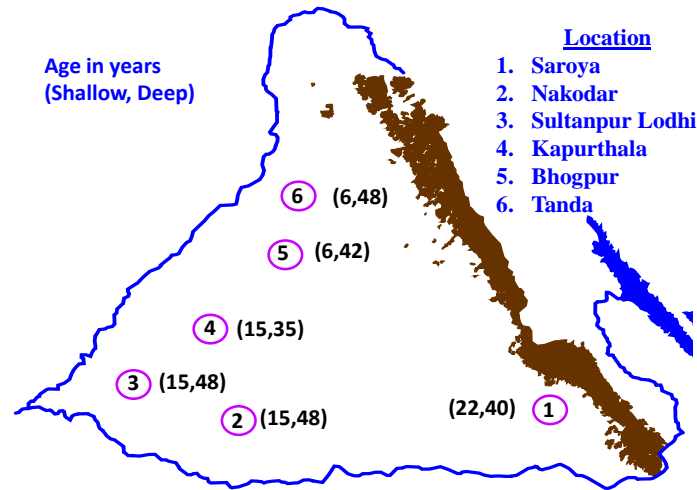 Age in years
(Shallow, Deep)
Location
1. Saroya
2. Nakodar
3. Sultanpur Lodhi
4. Kapurthala
5. Bhogpur
6. Tanda
6 (6,48)
5 (6,42)
4 (15,35)
3 (15,48)
2 (15,48)
(22,40) 1